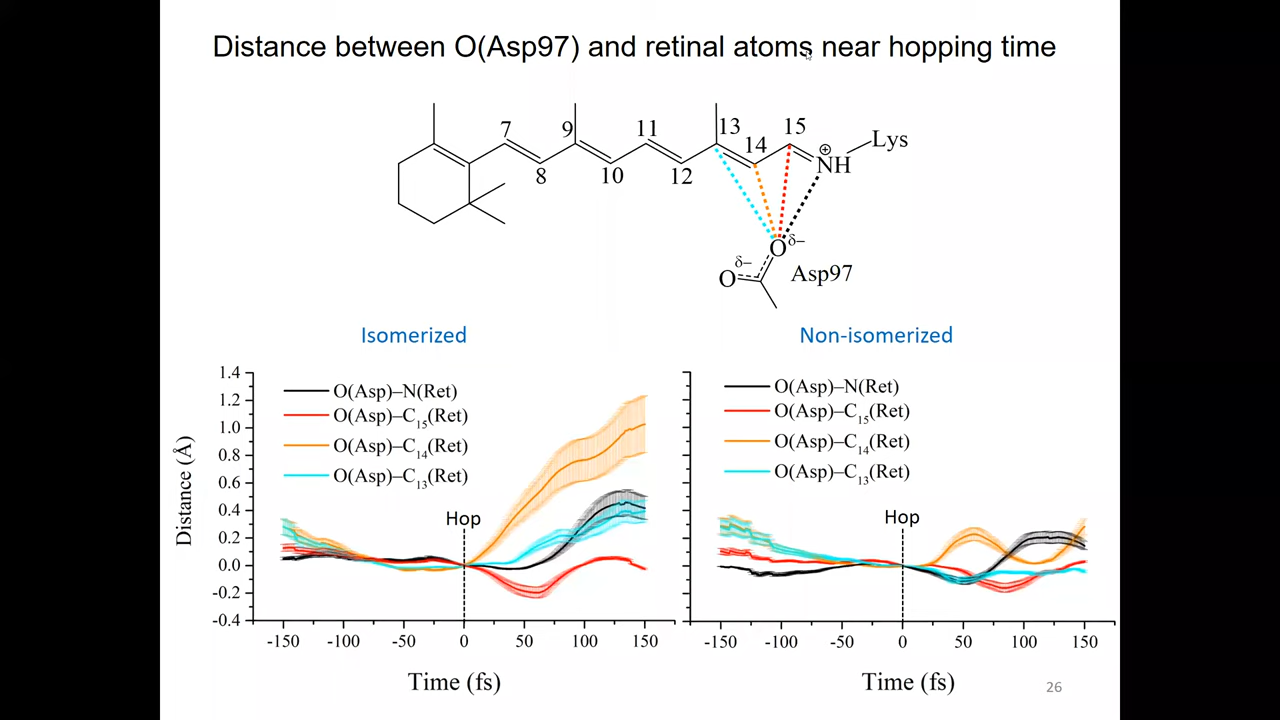 Distance between O(Asp97) and retinal atoms near hopping time
7
8
9
10
11
12
13
14
15
⊕
NH
Lys
O δ−
δ−
O
Asp97
Isomerized
Non-isomerized
Distance (Å)
1.4
1.2
1.0
0.8
0.6
0.4
0.2
0.0
-0.2
-0.4
O(Asp)–N(Ret)
O(Asp)–C15(Ret)
O(Asp)–C14(Ret)
O(Asp)–C13(Ret)
Hop
-150 -100 -50 0 50 100 150
Time (fs)
O(Asp)–N(Ret)
O(Asp)–C15(Ret)
O(Asp)–C14(Ret)
O(Asp)–C13(Ret)
Hop
-150 -100 -50 0 50 100 150
Time (fs)
26